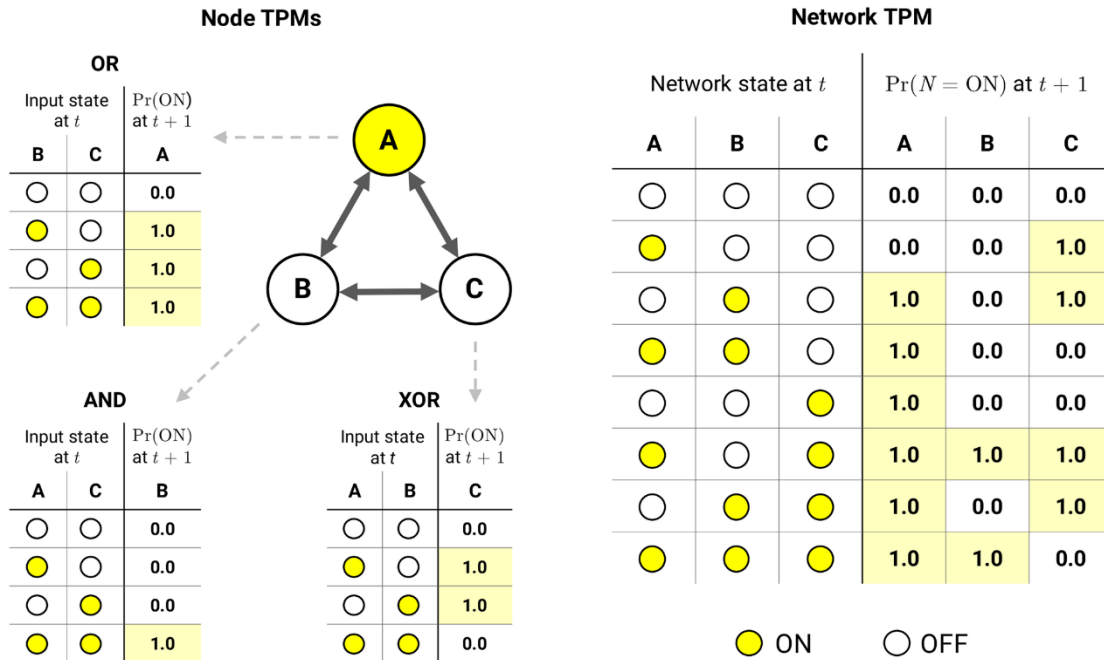 Node TPMs
OR
Input state at t
Pr(ON) at t + 1
B C A
0.0
1.0
1.0
1.0
A
B
C
AND
Input state at t
Pr(ON) at t + 1
A C B
0.0
0.0
0.0
1.0
XOR
Input state at t
Pr(ON) at t + 1
A B C
0.0
1.0
1.0
0.0
Network TPM
Network state at t
Pr(N = ON) at t + 1
A B C A B C
0.0 0.0 0.0
0.0 0.0 1.0
1.0 0.0 1.0
1.0 0.0 0.0
1.0 0.0 0.0
1.0 1.0 1.0
1.0 0.0 1.0
1.0 1.0 0.0
ON OFF